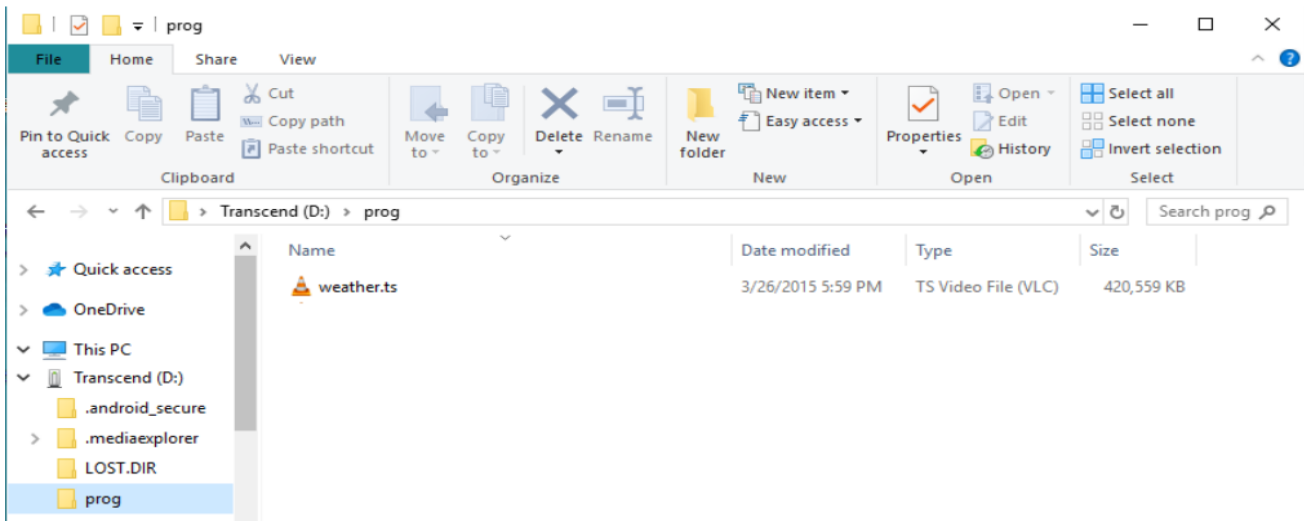 prog
File Home Share View
Pin to Quick access
Copy
Paste
Cut
Copy path
Paste shortcut
Clipboard
Move to
Copy to
Delete
Rename
Organize
New folder
New item
Easy access
New
Properties
Open
Edit
History
Open
Select all
Select none
Invert selection
Select
Transcend (D:) prog
Search prog
Quick access
OneDrive
This PC
Transcend (D:)
.android_secure
.mediaexplorer
LOST.DIR
prog
Name Date modified Type Size
weather.ts 3/26/2015 5:59 PM TS Video File (VLC) 420,559 KB